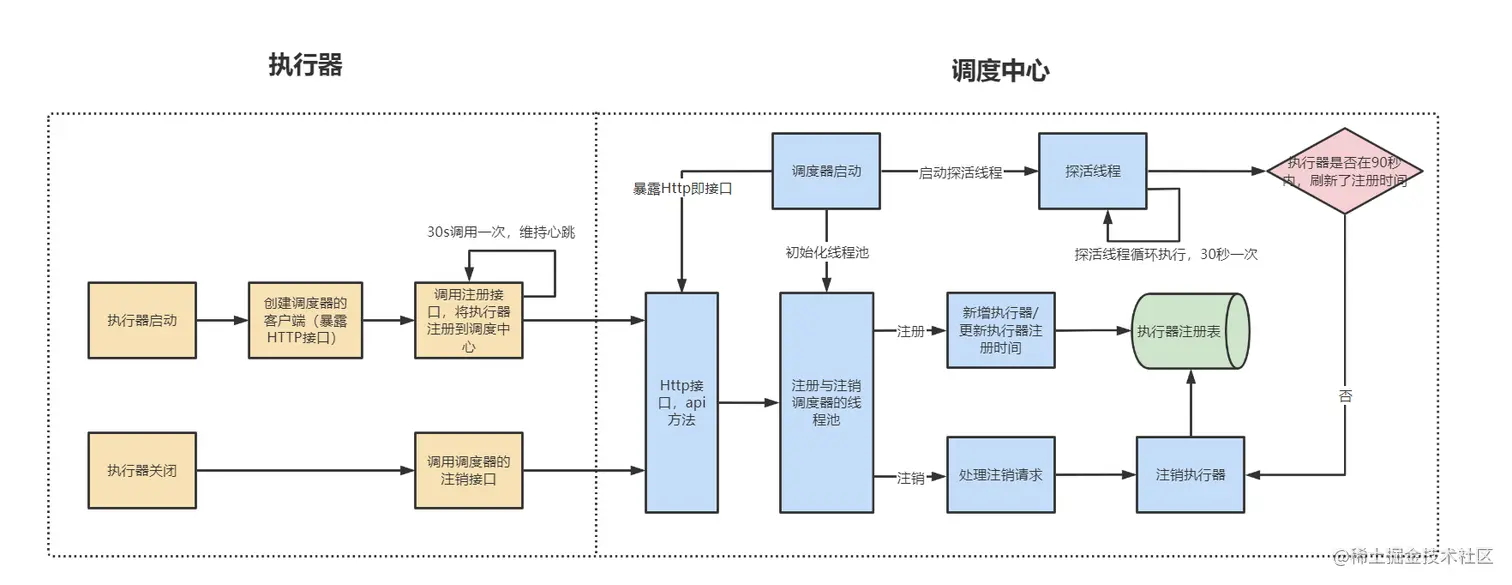 执行器
调度中心
调度器启动
启动探活线程
探活线程
执行器是否在90秒
内，刷新了注册时间
暴露Http即接口
30s调用一次，维持心跳
初始化线程池
探活线程循环执行，30秒一次
执行器启动
创建调度器的
客户端（暴露
HTTP接口）
调用注册接
口，将执行器
注册到调度中
心
注册
新增执行器/
更新执行器注
册时间
执行器注册表
Http接
口，api
方法
注册与注销
调度器的线
程池
否
执行器关闭
调用调度器的
注销接口
注销
处理注销请求
注销执行器
@稀土掘金技术社区